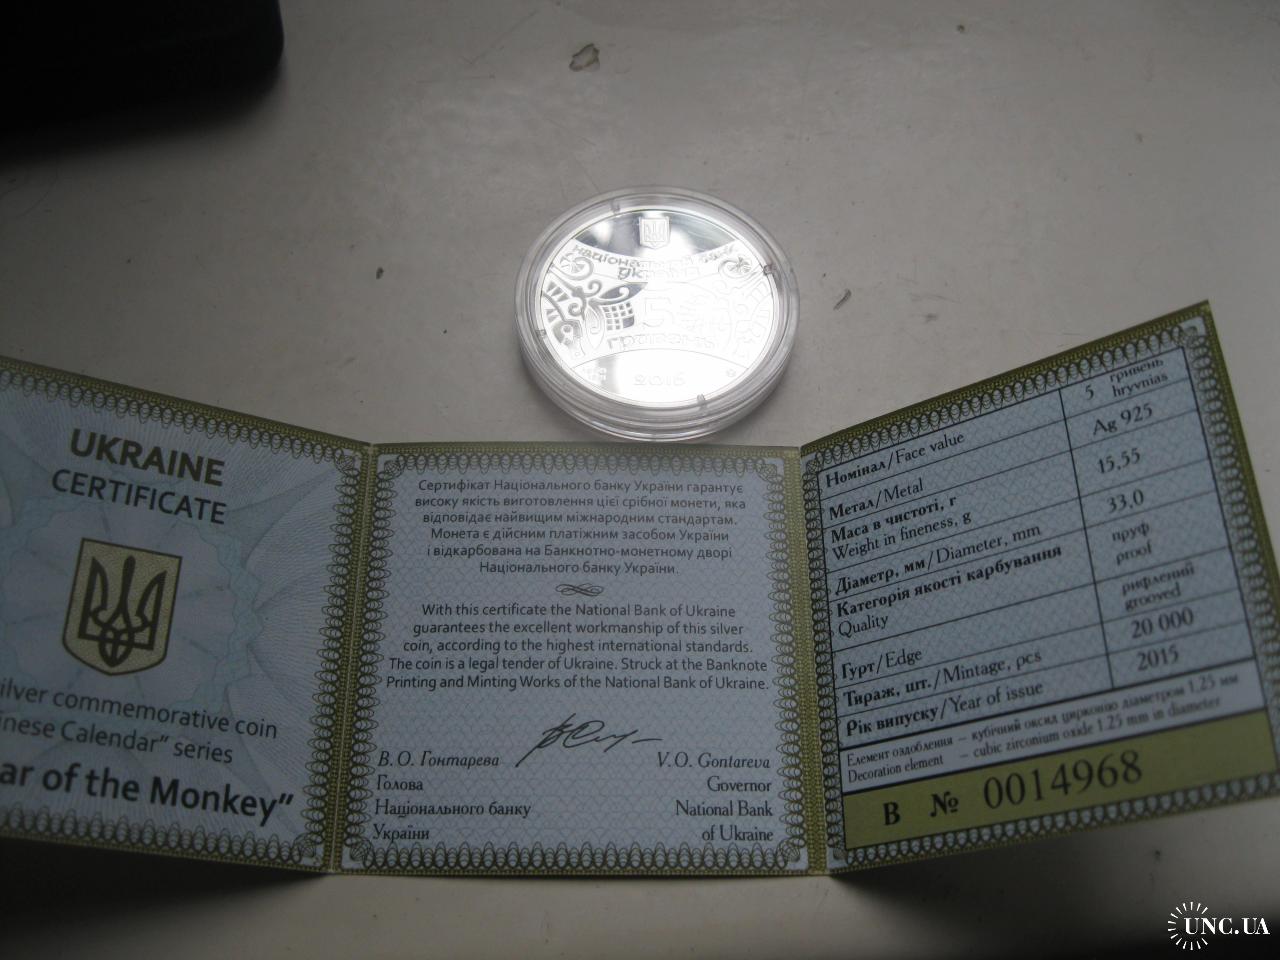 національний банк
україни
5
гривень
2016
UKRAINE
CERTIFICATE
ilver commemorative coin
inese Calendar” series
ar of the Monkey”
Сертифікат Національного банку України гарантує
високу якість виготовлення цієї срібної монети, яка
відповідає найвищим міжнародним стандартам.
Монета є дійсним платіжним засобом України
і відкарбована на Банкнотно-монетному дворі
Національного банку України.
With this certificate the National Bank of Ukraine
guarantees the excellent workmanship of this silver
coin, according to the highest international standards.
The coin is a legal tender of Ukraine. Struck at the Banknote
Printing and Minting Works of the National Bank of Ukraine.
В.О. Гонтарева
Голова
Національного банку
України
V.O. Gontareva
Governor
National Bank
of Ukraine
Номінал/Face value 5 гривень hryvnias
Метал/Metal Ag 925
Маса в чистоті, г
Weight in fineness, g 15,55
Діаметр, мм/Diameter, mm 33,0
Категорія якості карбування пруф
Quality proof
Гурт/Edge рифлений grooved
Тираж, шт./Mintage, pcs 20 000
Рік випуску/Year of issue 2015
Елемент оздоблення – кубічний оксид цирконію діаметром 1,25 мм
Decoration element – cubic zirconium oxide 1.25 mm in diameter
В № 0014968
UNC.UA